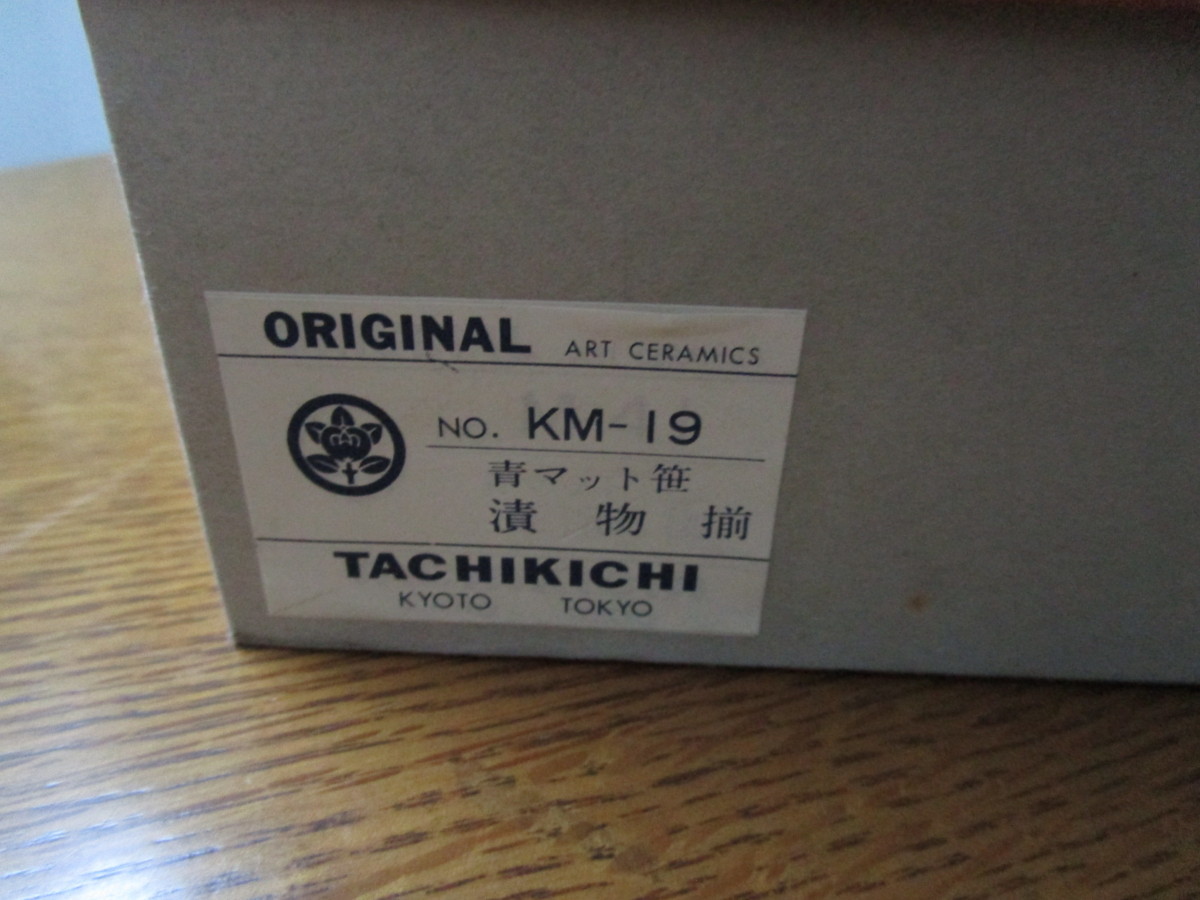 ORIGINAL ART CERAMICS
NO. KM-19
青マット笹
漬物揃
TACHIKICHI
KYOTO TOKYO